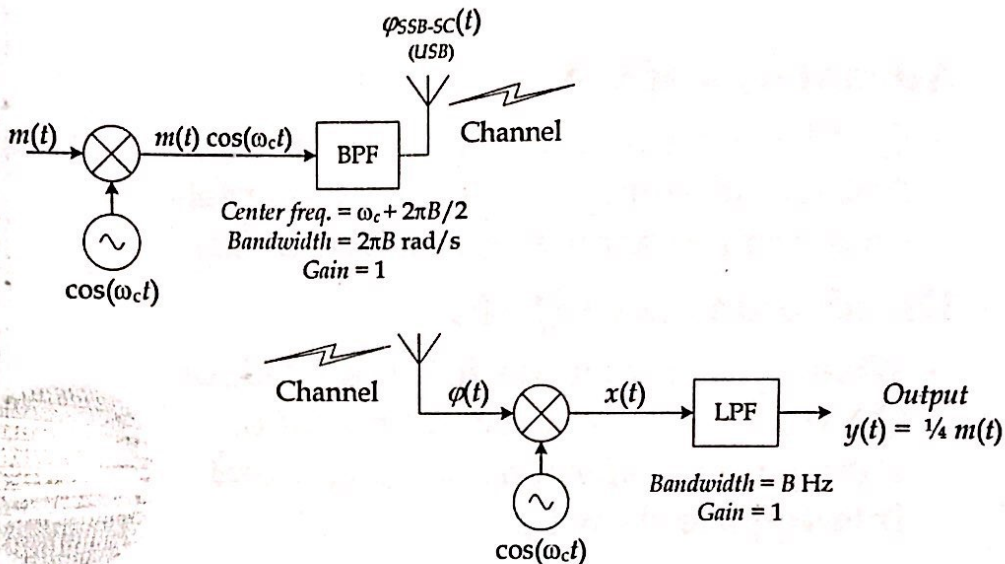 φSSB-SC(t)
(USB)
m(t)
m(t) cos(ωct)
BPF
Channel
Center freq. = ωc + 2πB/2
Bandwidth = 2πB rad/s
Gain = 1
cos(ωct)
Channel
φ(t)
x(t)
LPF
Output
y(t) = ¼ m(t)
Bandwidth = B Hz
Gain = 1
cos(ωct)